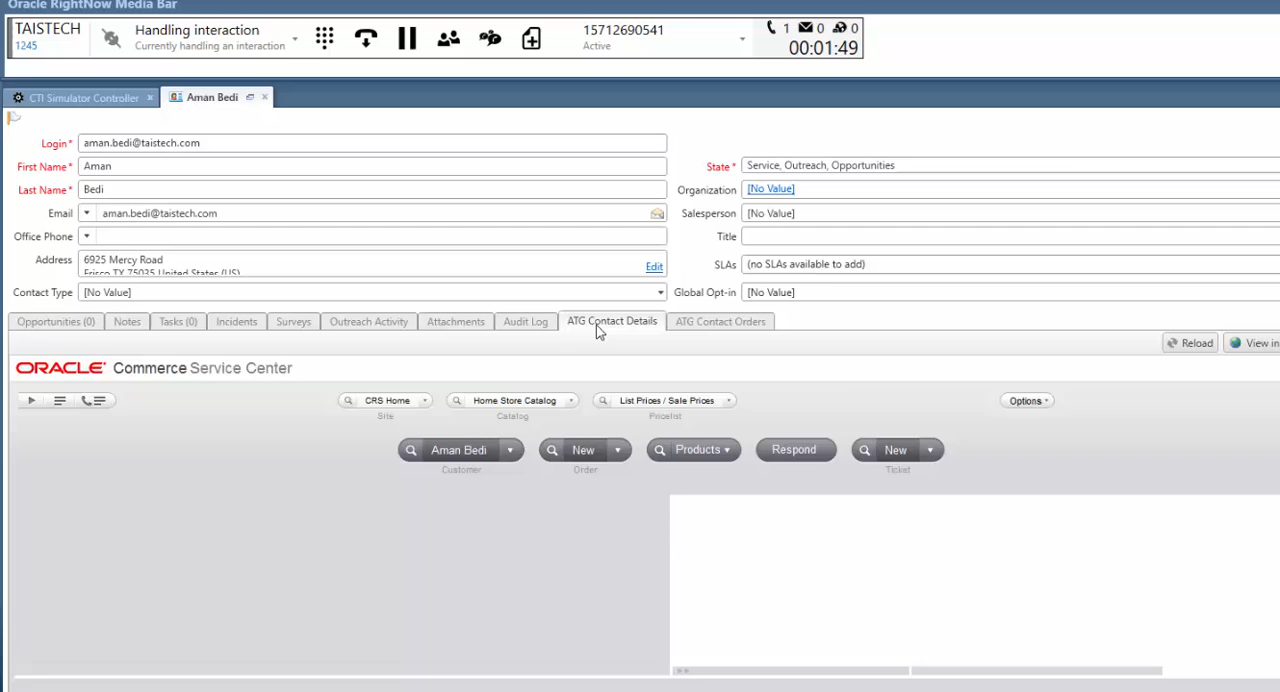 Oracle RightNow Media Bar
TAISTECH
1245
Handling interaction
Currently handling an interaction
15712690541
Active
1 0 0
00:01:49
CTI Simulator Controller ×
Aman Bedi ×
Login* aman.bedi@taistech.com
First Name* Aman
State* Service, Outreach, Opportunities
Last Name* Bedi
Organization [No Value]
Email aman.bedi@taistech.com
Salesperson [No Value]
Office Phone
Title
Address 6925 Mercy Road
Frisco TX 75035 United States (US)
Edit
SLAs (no SLAs available to add)
Contact Type [No Value]
Global Opt-in [No Value]
Opportunities (0) Notes Tasks (0) Incidents Surveys Outreach Activity Attachments Audit Log ATG Contact Details ATG Contact Orders
Reload View in
ORACLE Commerce Service Center
CRS Home Home Store Catalog List Prices / Sale Prices Options
Site Catalog Pricelist
Aman Bedi New Products Respond New
Customer Order Ticket